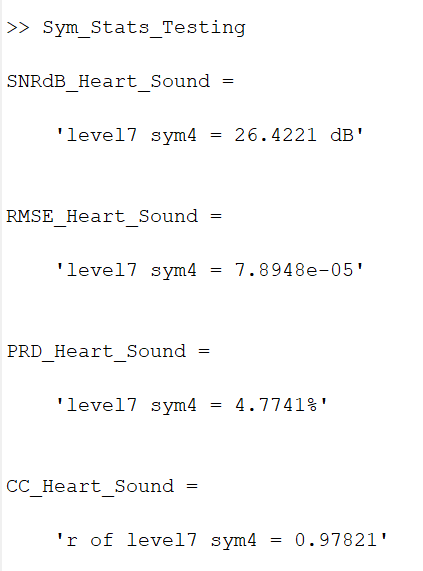 >> Sym_Stats_Testing
SNRdB_Heart_Sound =
'level7 sym4 = 26.4221 dB'
RMSE_Heart_Sound =
'level7 sym4 = 7.8948e-05'
PRD_Heart_Sound =
'level7 sym4 = 4.7741%'
CC_Heart_Sound =
'r of level7 sym4 = 0.97821'